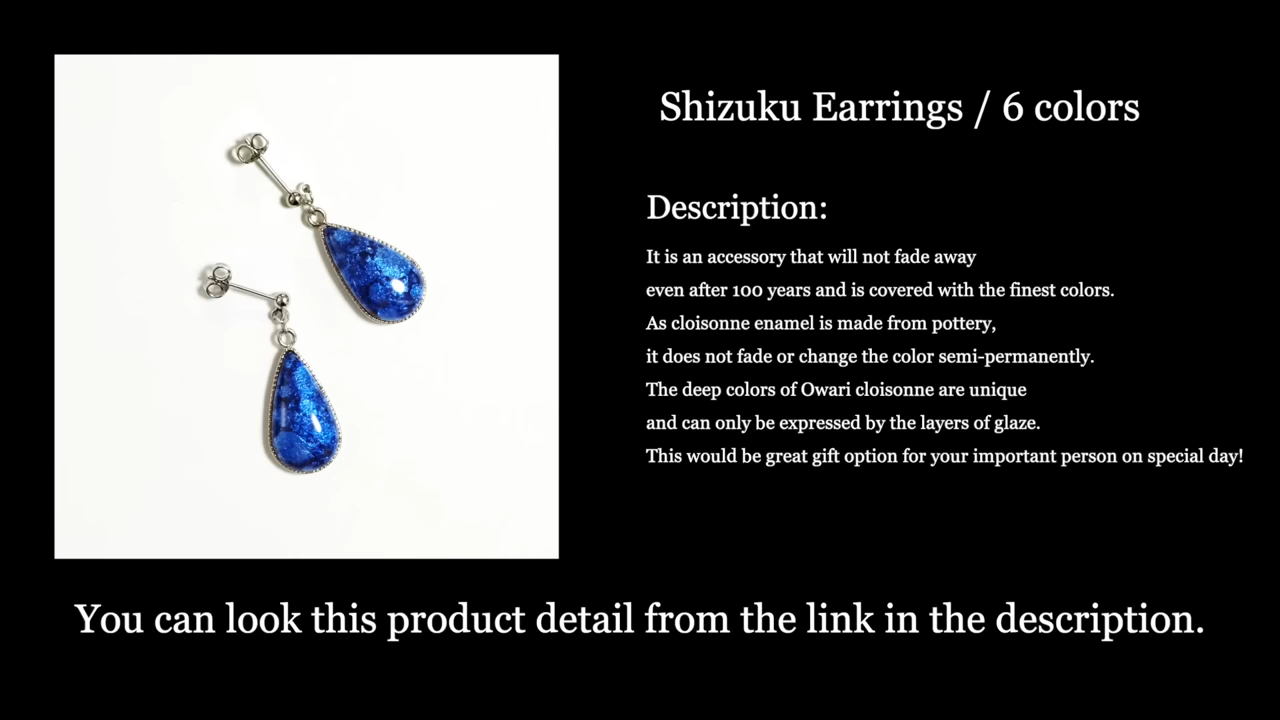 Shizuku Earrings / 6 colors
Description:
It is an accessory that will not fade away
even after 100 years and is covered with the finest colors.
As cloisonne enamel is made from pottery,
it does not fade or change the color semi-permanently.
The deep colors of Owari cloisonne are unique
and can only be expressed by the layers of glaze.
This would be great gift option for your important person on special day!
You can look this product detail from the link in the description.